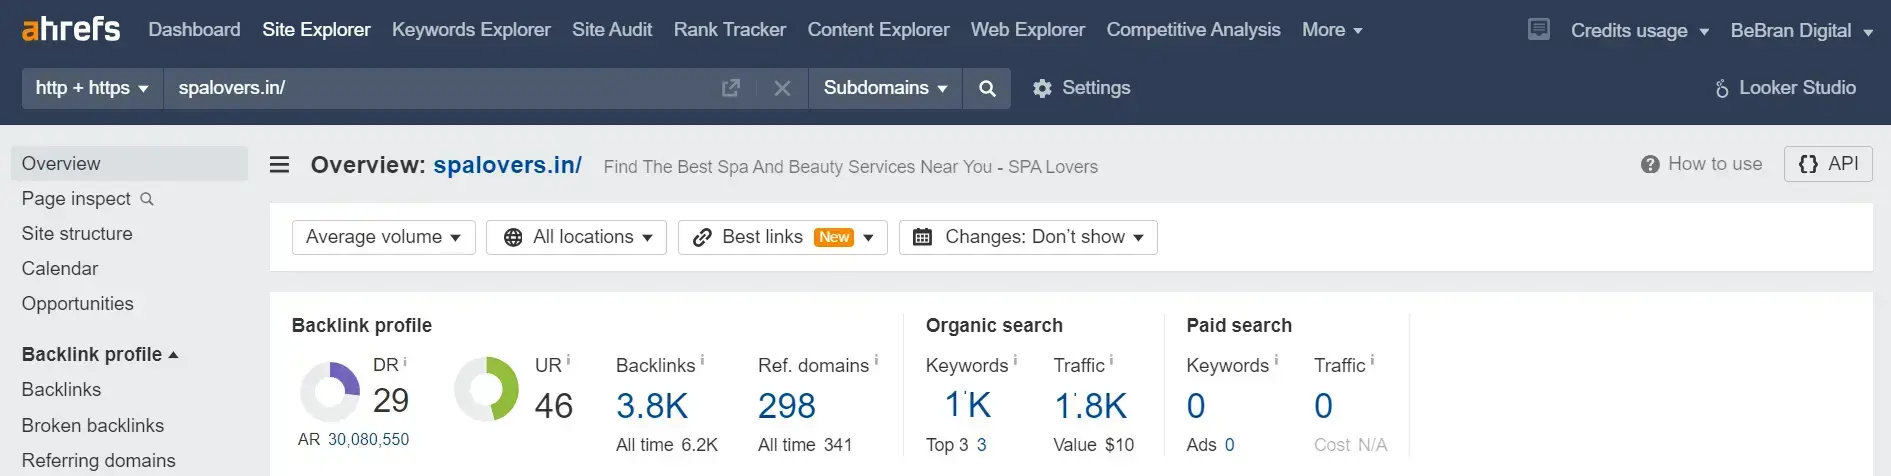 ahrefs Dashboard Site Explorer Keywords Explorer Site Audit Rank Tracker Content Explorer Web Explorer Competitive Analysis More Credits usage BeBran Digital
http + https spalovers.in/ Subdomains Settings Looker Studio
Overview
Page inspect
Site structure
Calendar
Opportunities
Backlink profile
Backlinks
Broken backlinks
Referring domains
Overview: spalovers.in/ Find The Best Spa And Beauty Services Near You - SPA Lovers How to use {} API
Average volume All locations Best links New Changes: Don't show
Backlink profile
DR i
29
AR 30,080,550
UR i
46
Backlinks i
3.8K
All time 6.2K
Ref. domains i
298
All time 341
Organic search
Keywords i
Top 3 3
Traffic i
Value $10
Paid search
Keywords i
0
Ads 0
Traffic i
0
Cost N/A